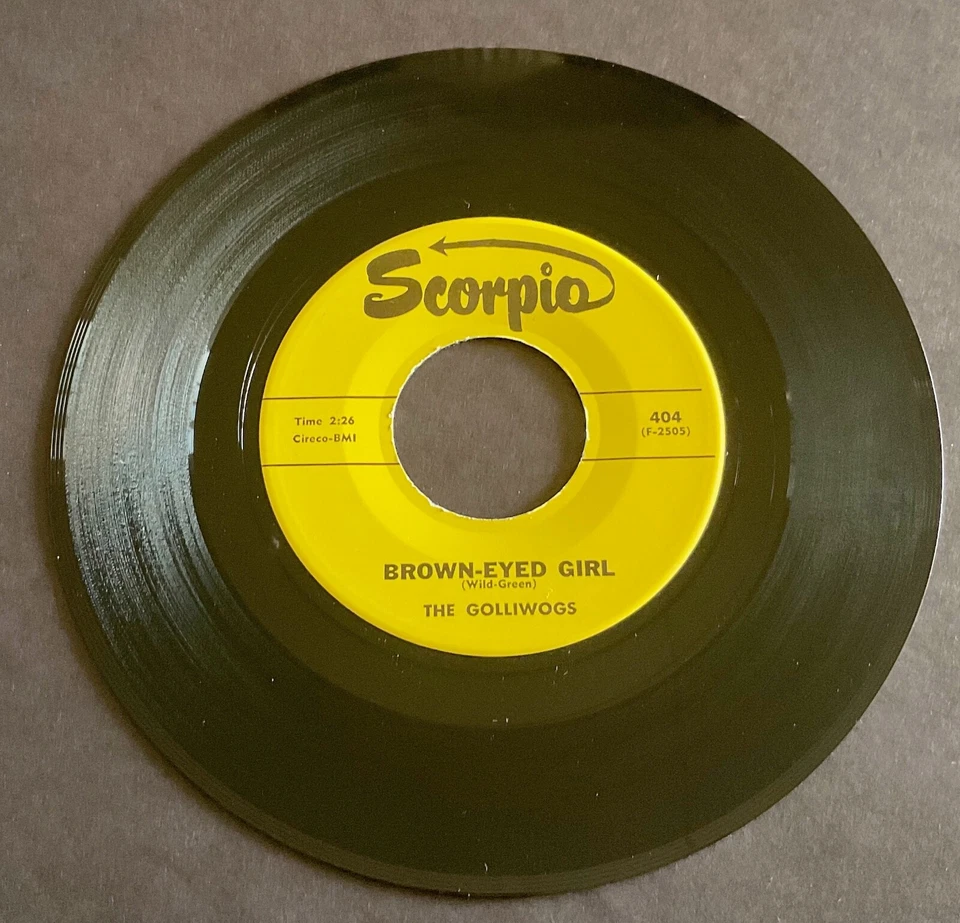 Scorpio
Time 2:26
Cireco-BMI
404
(F-2505)
BROWN-EYED GIRL
(Wild-Green)
THE GOLLIWOGS